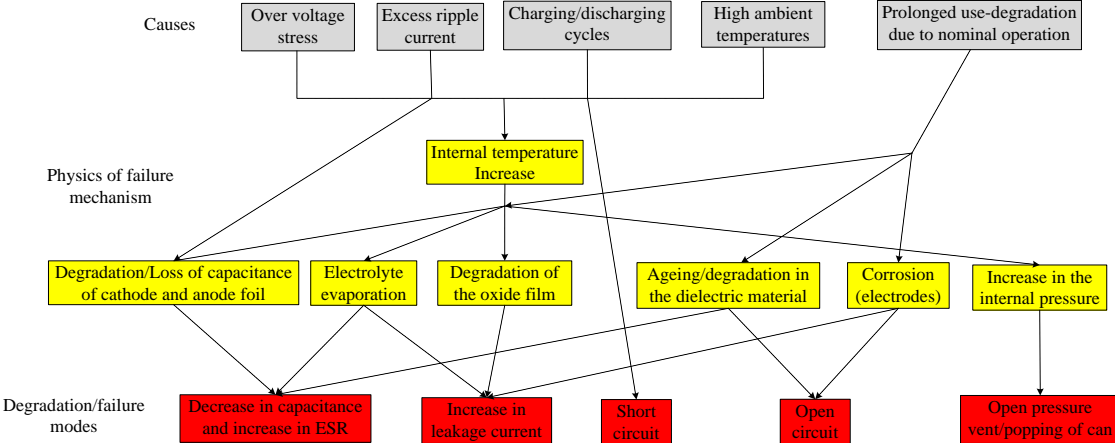 Causes
Over voltage
stress
Excess ripple
current
Charging/discharging
cycles
High ambient
temperatures
Prolonged use-degradation
due to nominal operation
Physics of failure
mechanism
Internal temperature
Increase
Degradation/Loss of capacitance
of cathode and anode foil
Electrolyte
evaporation
Degradation of
the oxide film
Ageing/degradation in
the dielectric material
Corrosion
(electrodes)
Increase in the
internal pressure
Degradation/failure
modes
Decrease in capacitance
and increase in ESR
Increase in
leakage current
Short
circuit
Open
circuit
Open pressure
vent/popping of can